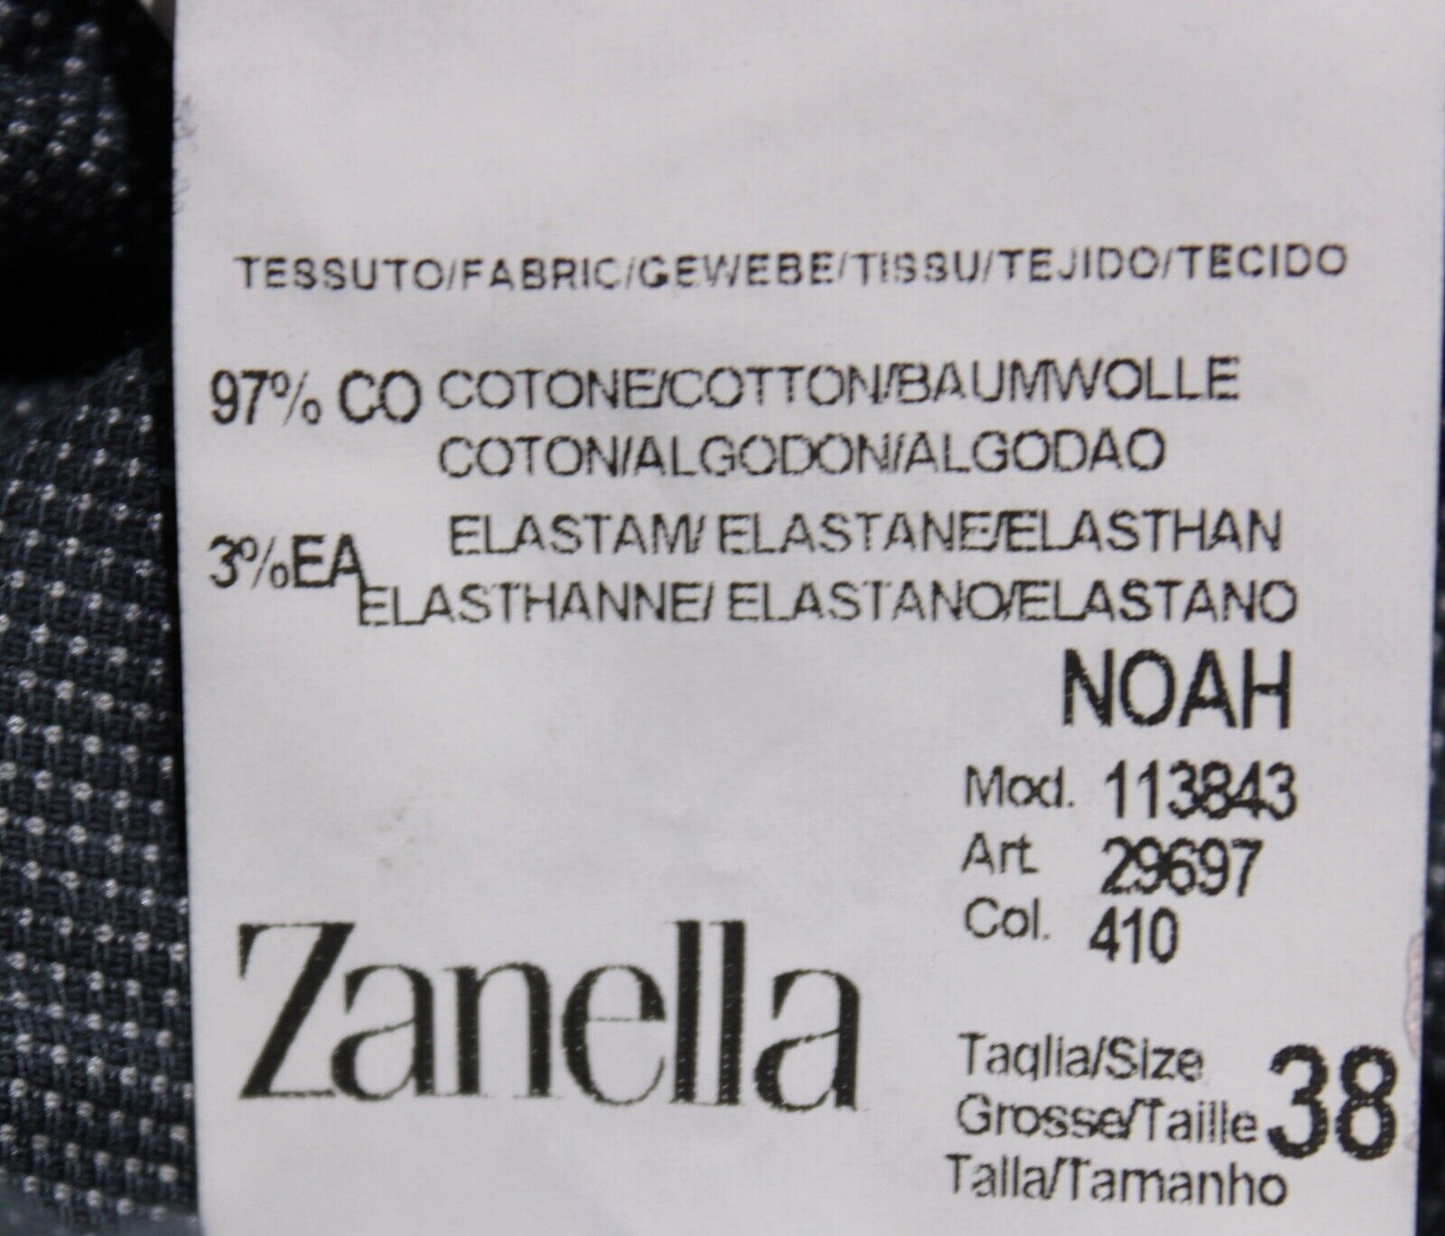 TESSUTO/FABRIC/GEWEBE/TISSU/TEJIDO/TECIDO
97% CO COTONE/COTTON/BAUMWOLLE
COTON/ALGODON/ALGODAO
3%EA ELASTAM/ ELASTANE/ELASTHAN
ELASTHANNE/ ELASTANO/ELASTANO
NOAH
Mod. 113843
Art. 29697
Col. 410
Zanella
Taglia/Size
Grosse/Taille 38
Talla/Tamanho